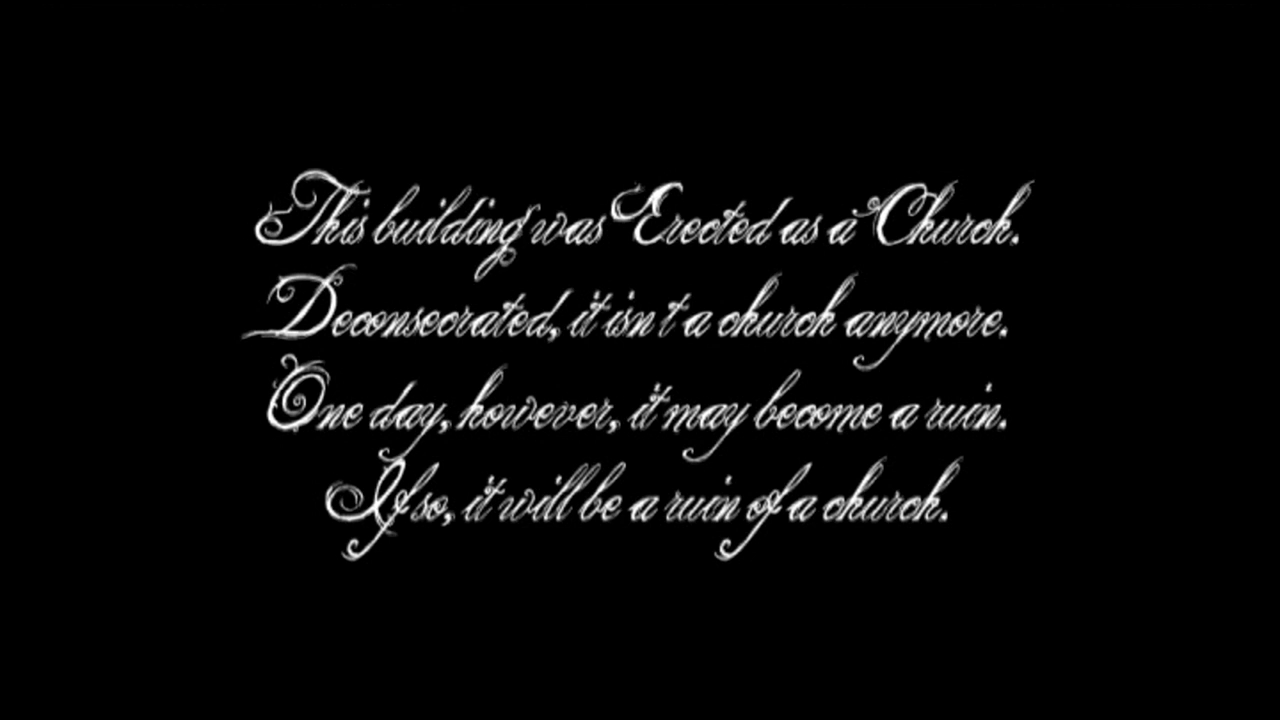 This building was Erected as a Church.
Deconsecrated, it isn t a church anymore.
One day, however, it may become a ruin.
If so, it will be a ruin of a church.